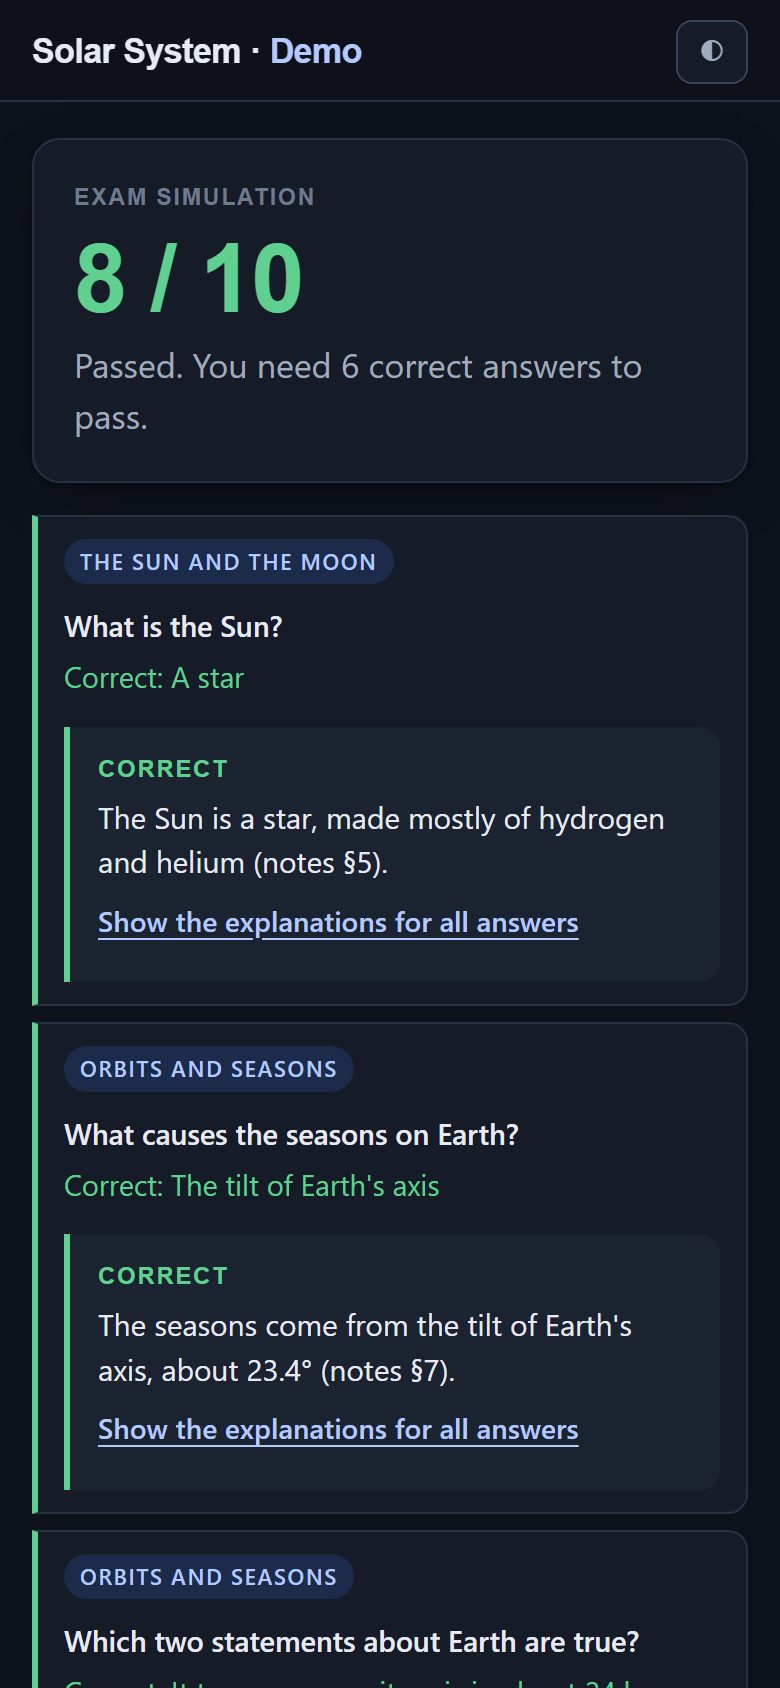 Solar System · Demo
EXAM SIMULATION
8 / 10
Passed. You need 6 correct answers to
pass.
THE SUN AND THE MOON
What is the Sun?
Correct: A star
CORRECT
The Sun is a star, made mostly of hydrogen
and helium (notes §5).
Show the explanations for all answers
ORBITS AND SEASONS
What causes the seasons on Earth?
Correct: The tilt of Earth's axis
CORRECT
The seasons come from the tilt of Earth's
axis, about 23.4° (notes §7).
Show the explanations for all answers
ORBITS AND SEASONS
Which two statements about Earth are true?